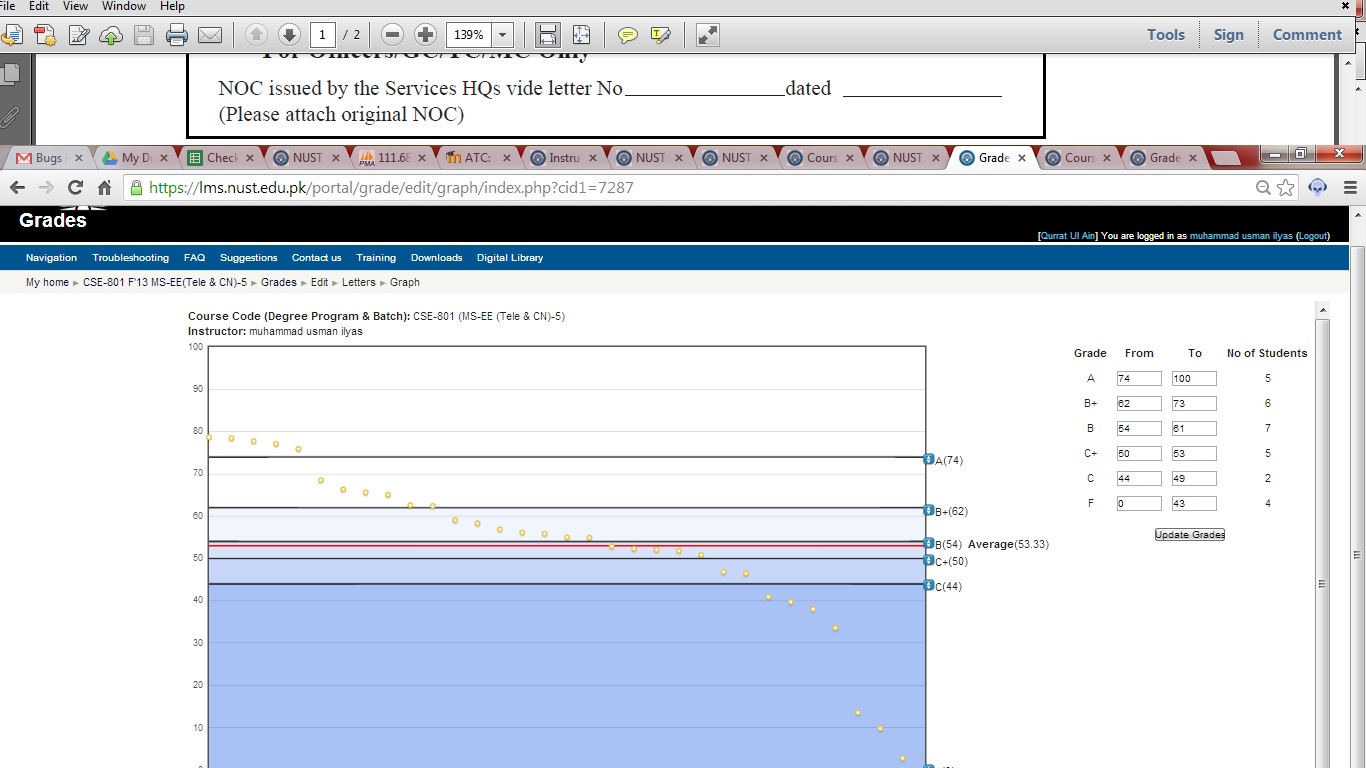 File Edit View Window Help
1 / 2 139% Tools Sign Comment
For Officers/GC/TC/MC Only
NOC issued by the Services HQs vide letter No________________dated ________________
(Please attach original NOC)
Bugs My D Check NUST 111.68 ATC: Instru NUST NUST Cours NUST Grade Cours Grade
https://lms.nust.edu.pk/portal/grade/edit/graph/index.php?cid1=7287
Grades
[Qurrat Ul Ain] You are logged in as muhammad usman ilyas (Logout)
Navigation Troubleshooting FAQ Suggestions Contact us Training Downloads Digital Library
My home ► CSE-801 F'13 MS-EE(Tele & CN)-5 ► Grades ► Edit ► Letters ► Graph
Course Code (Degree Program & Batch): CSE-801 (MS-EE (Tele & CN)-5)
Instructor: muhammad usman ilyas
100
90
80
70
60
50
40
30
20
10
A(74)
B+(62)
B(54) Average(53.33)
C+(50)
C(44)
Grade From To No of Students
A 74 100 5
B+ 62 73 6
B 54 61 7
C+ 50 53 5
C 44 49 2
F 0 43 4
Update Grades